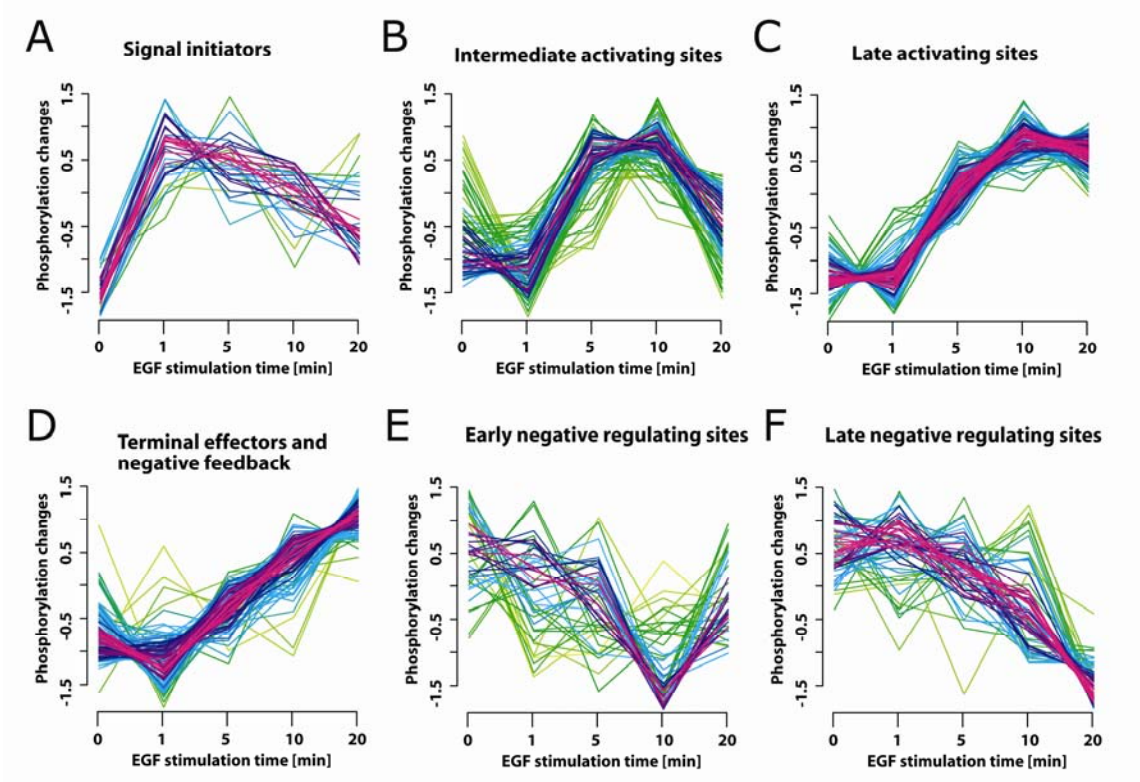 A
Signal initiators
Phosphorylation changes
1.5
0.5
-0.5
-1.5
0 1 5 10 20
EGF stimulation time [min]
B
Intermediate activating sites
Phosphorylation changes
1.5
0.5
-0.5
-1.5
0 1 5 10 20
EGF stimulation time [min]
C
Late activating sites
Phosphorylation changes
1.5
0.5
-0.5
-1.5
0 1 5 10 20
EGF stimulation time [min]
D
Terminal effectors and
negative feedback
Phosphorylation changes
1.5
0.5
-0.5
-1.5
0 1 5 10 20
EGF stimulation time [min]
E
Early negative regulating sites
Phosphorylation changes
1.5
0.5
-0.5
-1.5
0 1 5 10 20
EGF stimulation time [min]
F
Late negative regulating sites
Phosphorylation changes
1.5
0.5
-0.5
-1.5
0 1 5 10 20
EGF stimulation time [min]